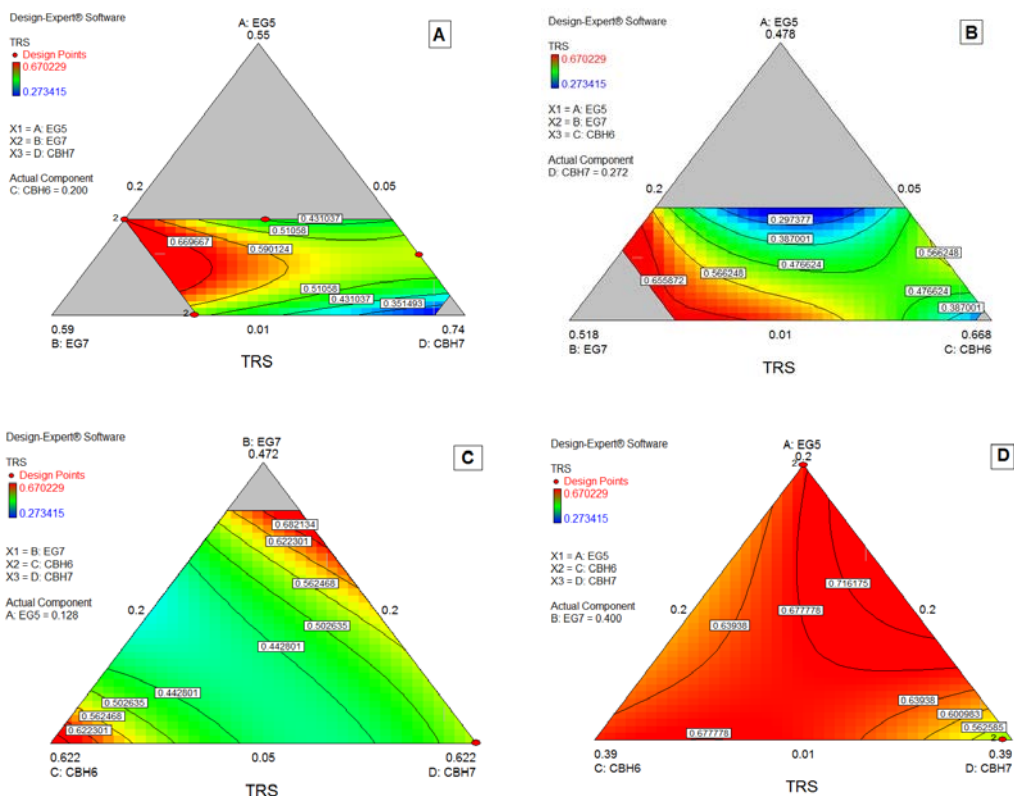 Design-Expert® Software
TRS
Design Points
0.670229
0.273415
X1 = A: EG5
X2 = B: EG7
X3 = D: CBH7
Actual Component
C: CBH6 = 0.200
A: EG5
0.55
A
0.2
0.05
2
0.431037
0.51058
0.669667
0.590124
0.51058
0.431037
0.351493
2
0.59
0.01
0.74
B: EG7
D: CBH7
TRS
Design-Expert® Software
TRS
0.670229
0.273415
X1 = A: EG5
X2 = B: EG7
X3 = C: CBH6
Actual Component
D: CBH7 = 0.272
A: EG5
0.478
B
0.2
0.05
0.297377
0.387001
0.566248
0.476624
0.655872
0.566248
0.476624
0.387001
0.518
0.01
0.668
B: EG7
C: CBH6
TRS
Design-Expert® Software
TRS
Design Points
0.670229
0.273415
X1 = B: EG7
X2 = C: CBH6
X3 = D: CBH7
Actual Component
A: EG5 = 0.128
B: EG7
0.472
C
0.682134
0.622301
0.562468
0.2
0.2
0.502635
0.442801
0.442801
0.502635
0.562468
0.622301
0.622
0.05
0.622
C: CBH6
D: CBH7
TRS
Design-Expert® Software
TRS
Design Points
0.670229
0.273415
X1 = A: EG5
X2 = C: CBH6
X3 = D: CBH7
Actual Component
B: EG7 = 0.400
A: EG5
0.2
2
D
0.716175
0.2
0.2
0.677778
0.63938
0.63938
0.600983
0.562585
0.677778
2
0.39
0.01
0.39
C: CBH6
D: CBH7
TRS